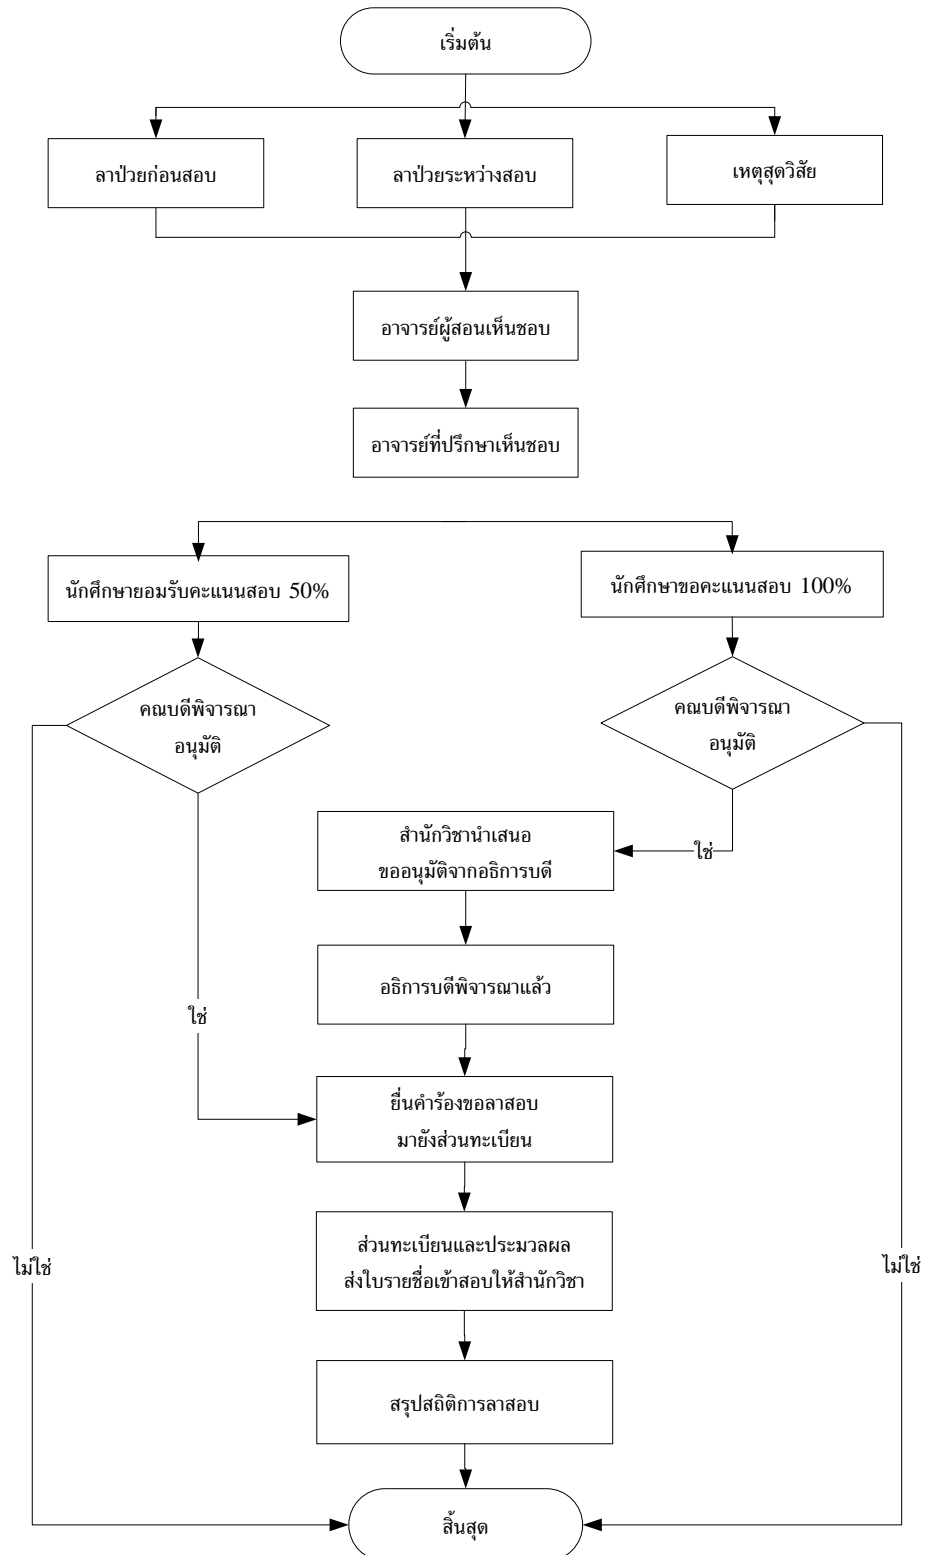 เริ่มต้น
ลาป่วยก่อนสอบ
ลาป่วยระหว่างสอบ
เหตุสุดวิสัย
อาจารย์ผู้สอนเห็นชอบ
อาจารย์ที่ปรึกษาเห็นชอบ
นักศึกษายอมรับคะแนนสอบ 50%
นักศึกษาขอคะแนนสอบ 100%
คณบดีพิจารณา
อนุมัติ
คณบดีพิจารณา
อนุมัติ
สำนักวิชานำเสนอ
ขออนุมัติจากอธิการบดี
ใช่
อธิการบดีพิจารณาแล้ว
ใช่
ยื่นคำร้องขอลาสอบ
มายังส่วนทะเบียน
ส่วนทะเบียนและประมวลผล
ส่งใบรายชื่อเข้าสอบให้สำนักวิชา
ไม่ใช่
ไม่ใช่
สรุปสถิติการลาสอบ
สิ้นสุด